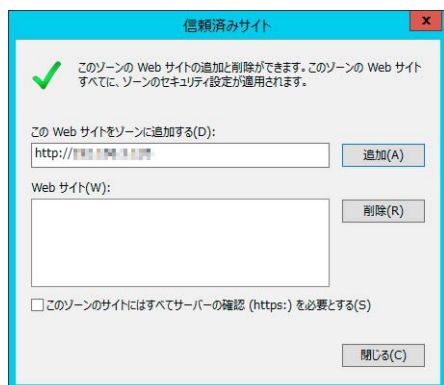 信頼済みサイト
x
このゾーンの Web サイトの追加と削除ができます。このゾーンの Web サイト
すべてに、ゾーンのセキュリティ設定が適用されます。
この Web サイトをゾーンに追加する(D):
http://
追加(A)
Web サイト(W):
削除(R)
このゾーンのサイトにはすべてサーバーの確認 (https:) を必要とする(S)
閉じる(C)